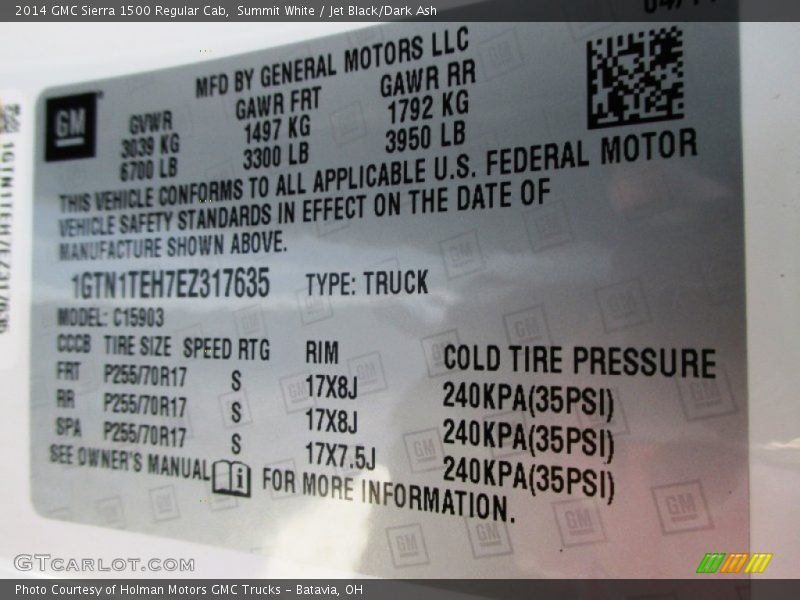 2014 GMC Sierra 1500 Regular Cab, Summit White / Jet Black/Dark Ash
MFD BY GENERAL MOTORS LLC
GM
GVWR GAWR FRT GAWR RR
3039 KG 1497 KG 1792 KG
6700 LB 3300 LB 3950 LB
THIS VEHICLE CONFORMS TO ALL APPLICABLE U.S. FEDERAL MOTOR
VEHICLE SAFETY STANDARDS IN EFFECT ON THE DATE OF
MANUFACTURE SHOWN ABOVE.
1GTN1TEH7EZ317635 TYPE: TRUCK
MODEL: C15903
CCCB TIRE SIZE SPEED RTG RIM COLD TIRE PRESSURE
FRT P255/70R17 S 17X8J 240KPA(35PSI)
RR P255/70R17 S 17X8J 240KPA(35PSI)
SPA P255/70R17 S 17X7.5J 240KPA(35PSI)
SEE OWNER'S MANUAL i FOR MORE INFORMATION.
1GTN1TEH7EZ317635
GTcarlot.com
Photo Courtesy of Holman Motors GMC Trucks - Batavia, OH